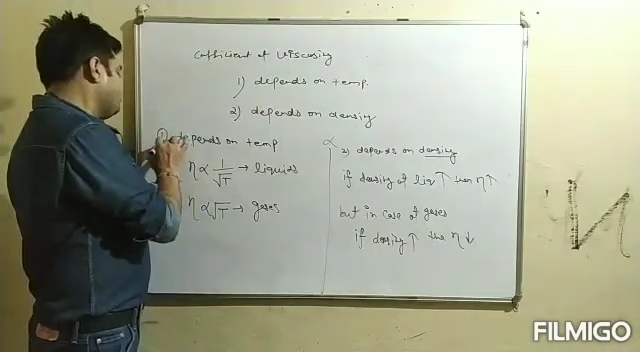 Coefficient of Viscosity
1) depends on temp.
2) depends on density
1) depends on temp
η ∝ 1/√T → liquids
η ∝ √T → gases
∝
2) depends on density
if density of liq ↑ then η ↑
but in case of gases
if density ↑ the η ↓
FILMIGO